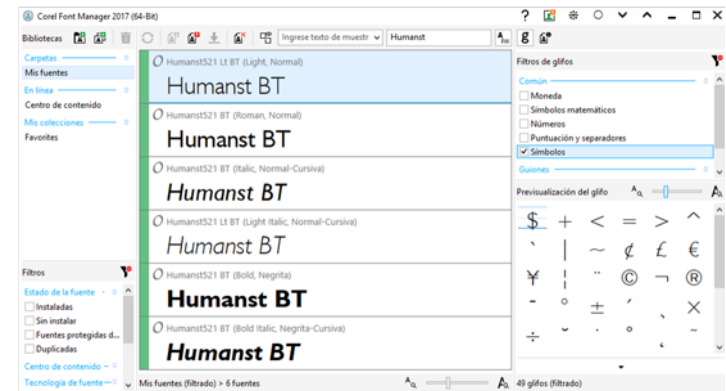 Corel Font Manager 2017 (64-Bit)
Bibliotecas
Ingrese texto de muestr
Humanst
Carpetas
Mis fuentes
En línea
Centro de contenido
Mis colecciones
Favorites
Filtros
Estado de la fuente
Instaladas
Sin instalar
Fuentes protegidas d...
Duplicadas
Centro de contenido
Tecnología de fuente
Humanst521 Lt BT (Light, Normal)
Humanst BT
Humanst521 BT (Roman, Normal)
Humanst BT
Humanst521 BT (Italic, Normal-Cursiva)
Humanst BT
Humanst521 Lt BT (Light Italic, Normal-Cursiva)
Humanst BT
Humanst521 BT (Bold, Negrita)
Humanst BT
Humanst521 BT (Bold Italic, Negrita-Cursiva)
Humanst BT
Mis fuentes (filtrado) > 6 fuentes
Filtros de glifos
Común
Moneda
Símbolos matemáticos
Números
Puntuación y separadores
Símbolos
Guiones
Previsualización del glifo
$ + < = > ^
` | ~ ¢ £ €
¥ ¦ ¨ © ¬ ®
¯ ° ± ´ ¸ ×
÷ ˘ ˙ ˚ ˛ ˜
49 glifos (filtrado)